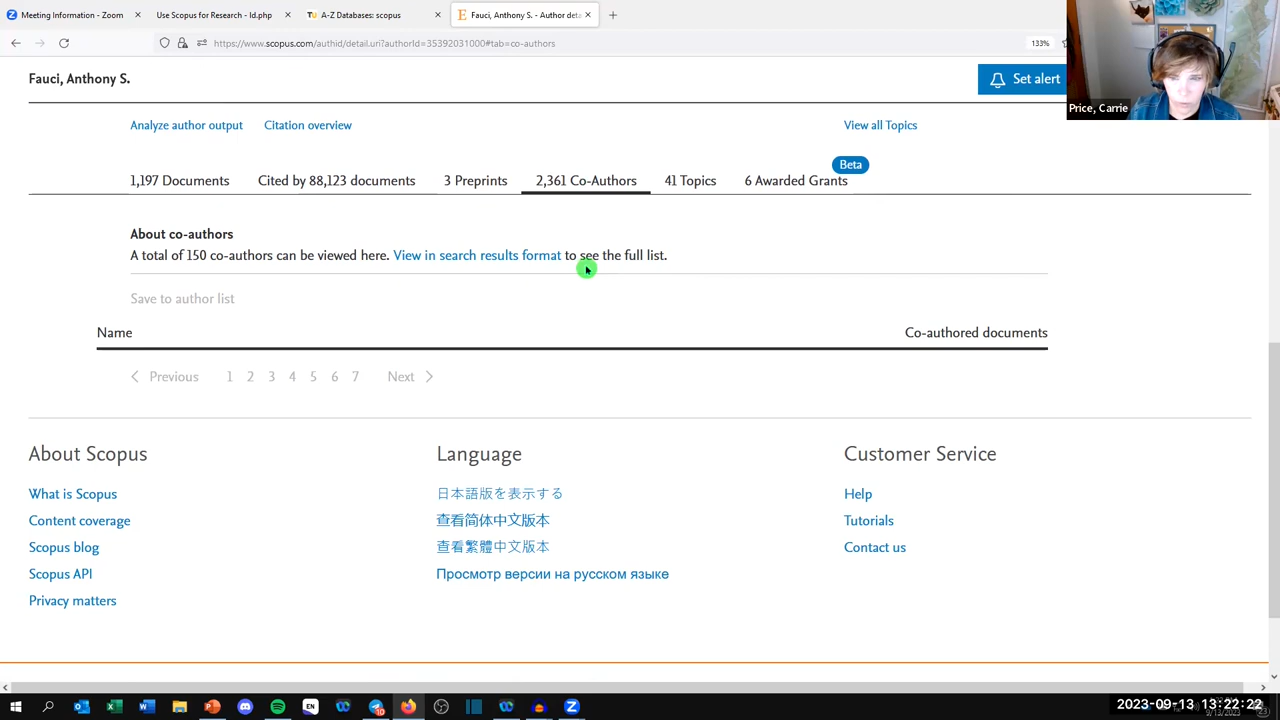 Meeting Information - Zoom
Use Scopus for Research - ld.php
TU A-Z Databases: scopus
E Fauci, Anthony S. - Author det
https://www.scopus.com/authid/detail.uri?authorId=35392031000#tab=co-authors
133%
Price, Carrie
Fauci, Anthony S.
Set alert
Analyze author output
Citation overview
View all Topics
Beta
1,197 Documents
Cited by 88,123 documents
3 Preprints
2,361 Co-Authors
41 Topics
6 Awarded Grants
About co-authors
A total of 150 co-authors can be viewed here. View in search results format to see the full list.
Save to author list
Name
Co-authored documents
Previous 1 2 3 4 5 6 7 Next
About Scopus
What is Scopus
Content coverage
Scopus blog
Scopus API
Privacy matters
Language
日本語版を表示する
查看简体中文版本
查看繁體中文版本
Просмотр версии на русском языке
Customer Service
Help
Tutorials
Contact us
EN
2023-09-13 13:22:22